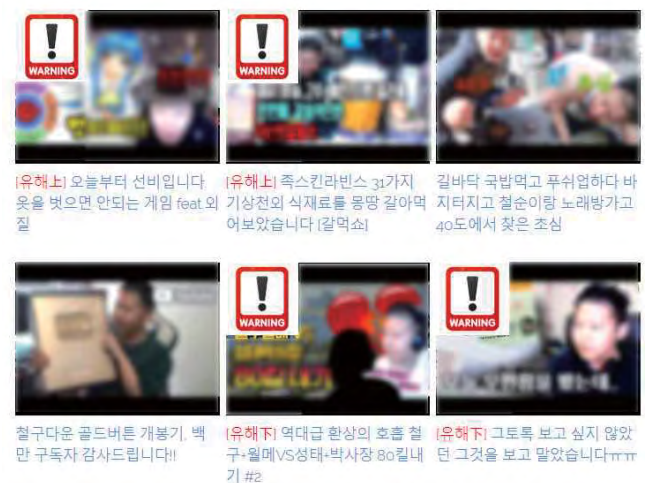 WARNING
WARNING
[유해上] 오늘부터 선비입니다
옷을 벗으면 안되는 게임 feat.외
질
[유해上] 족스킨라빈스 31가지
기상천외 식재료를 몽땅 갈아먹
어보았습니다 [갈먹쇼]
길바닥 국밥먹고 푸쉬업하다 바
지터지고 철순이랑 노래방가고
40도에서 찾은 초심
WARNING
WARNING
철구다운 골드버튼 개봉기, 백
만 구독자 감사드립니다!!
[유해下] 역대급 환상의 호흡 철
구+월메VS성태+박사장 80킬내
기 #2
[유해下] 그토록 보고 싶지 않았
던 그것을 보고 말았습니다ㅠㅠ